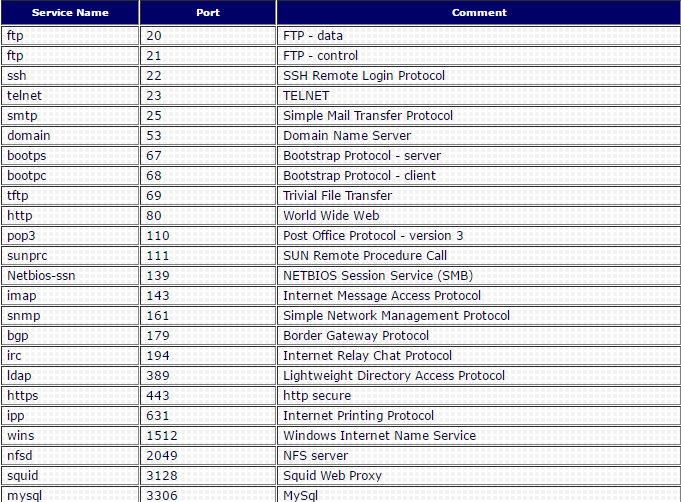 Service Name Port Comment
ftp 20 FTP - data
ftp 21 FTP - control
ssh 22 SSH Remote Login Protocol
telnet 23 TELNET
smtp 25 Simple Mail Transfer Protocol
domain 53 Domain Name Server
bootps 67 Bootstrap Protocol - server
bootpc 68 Bootstrap Protocol - client
tftp 69 Trivial File Transfer
http 80 World Wide Web
pop3 110 Post Office Protocol - version 3
sunprc 111 SUN Remote Procedure Call
Netbios-ssn 139 NETBIOS Session Service (SMB)
imap 143 Internet Message Access Protocol
snmp 161 Simple Network Management Protocol
bgp 179 Border Gateway Protocol
irc 194 Internet Relay Chat Protocol
ldap 389 Lightweight Directory Access Protocol
https 443 http secure
ipp 631 Internet Printing Protocol
wins 1512 Windows Internet Name Service
nfsd 2049 NFS server
squid 3128 Squid Web Proxy
mysql 3306 MySql